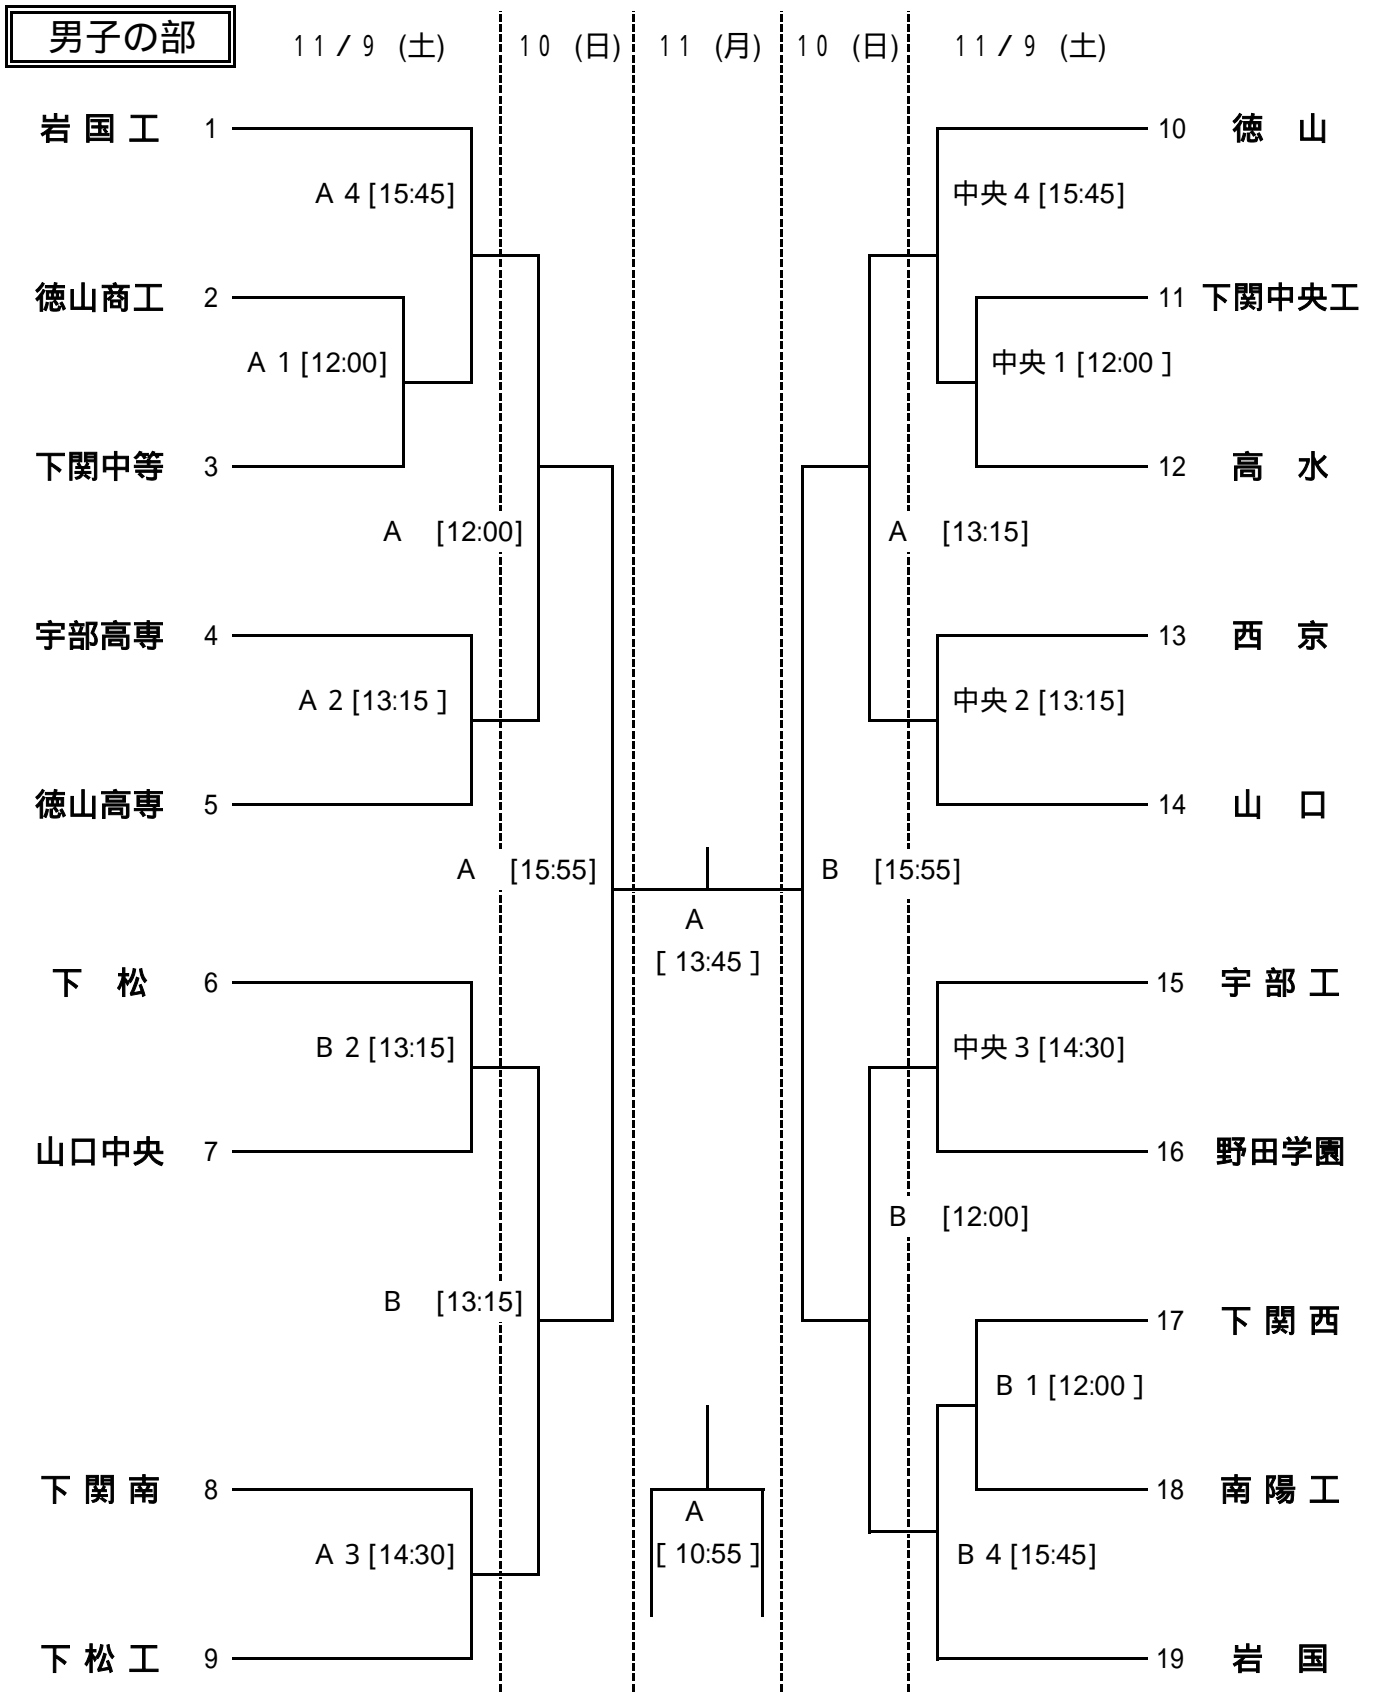 男子の部 11/9 (土) 10 (日) 11 (月) 10 (日) 11/9 (土)
岩国工 1 10 徳山
A 4 [15:45] 中央 4 [15:45]
徳山商工 2 11 下関中央工
A 1 [12:00] 中央 1 [12:00 ]
下関中等 3 12 高水
A [12:00] A [13:15]
宇部高専 4 13 西京
A 2 [13:15 ] 中央 2 [13:15]
徳山高専 5 14 山口
A [15:55] B [15:55]
A
[ 13:45 ]
下松 6 15 宇部工
B 2 [13:15] 中央 3 [14:30]
山口中央 7 16 野田学園
B [12:00]
B [13:15]
17 下関西
B 1 [12:00 ]
下関南 8 18 南陽工
A
A 3 [14:30] [ 10:55 ] B 4 [15:45]
下松工 9 19 岩国